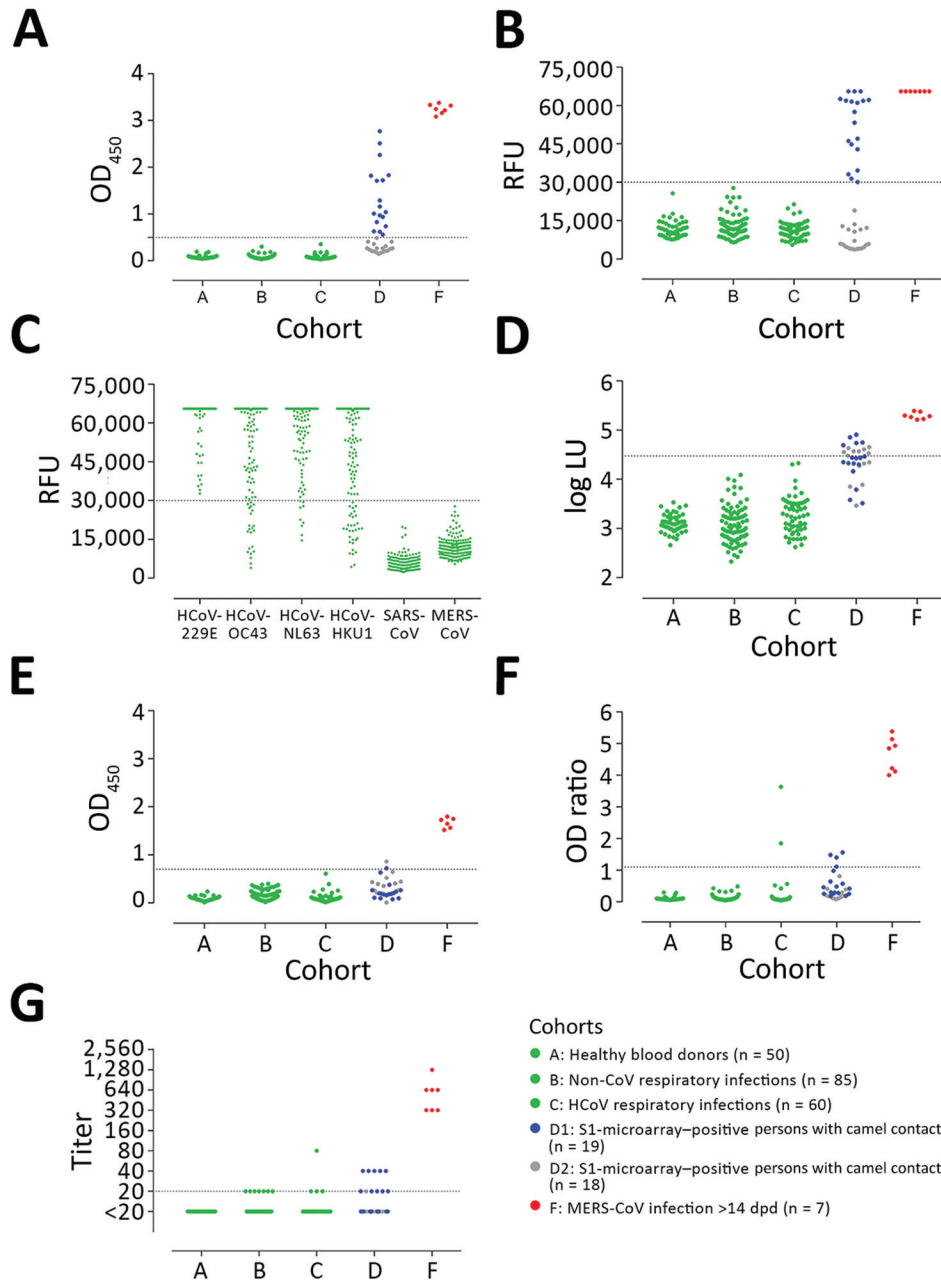 A
OD450
4
3
2
1
0
A B C D F
Cohort
B
RFU
75,000
60,000
45,000
30,000
15,000
0
A B C D F
Cohort
C
RFU
75,000
60,000
45,000
30,000
15,000
0
HCoV- HCoV- HCoV- HCoV- SARS- MERS-
229E OC43 NL63 HKU1 CoV CoV
D
log LU
6
5
4
3
2
A B C D F
Cohort
E
OD450
4
3
2
1
0
A B C D F
Cohort
F
OD ratio
6
5
4
3
2
1
0
A B C D F
Cohort
G
Titer
2,560
1,280
640
320
160
80
40
20
<20
A B C D F
Cohorts
A: Healthy blood donors (n = 50)
B: Non-CoV respiratory infections (n = 85)
C: HCoV respiratory infections (n = 60)
D1: S1-microarray–positive persons with camel contact
(n = 19)
D2: S1-microarray–positive persons with camel contact
(n = 18)
F: MERS-CoV infection >14 dpd (n = 7)